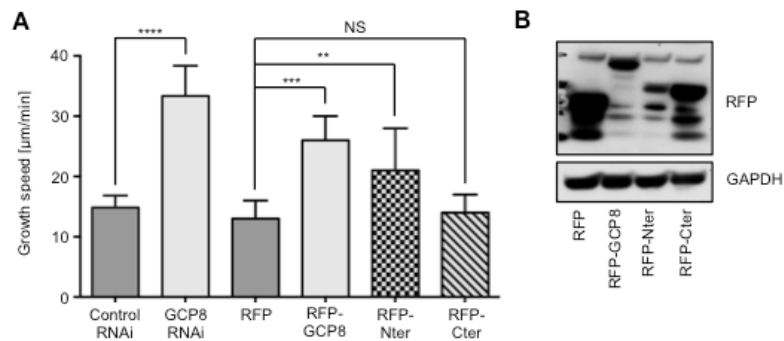 A
B
NS
****
**
***
Growth speed [µm/min]
40
30
20
10
0
Control RNAi
GCP8 RNAi
RFP
RFP-GCP8
RFP-Nter
RFP-Cter
RFP
GAPDH
RFP
RFP-GCP8
RFP-Nter
RFP-Cter